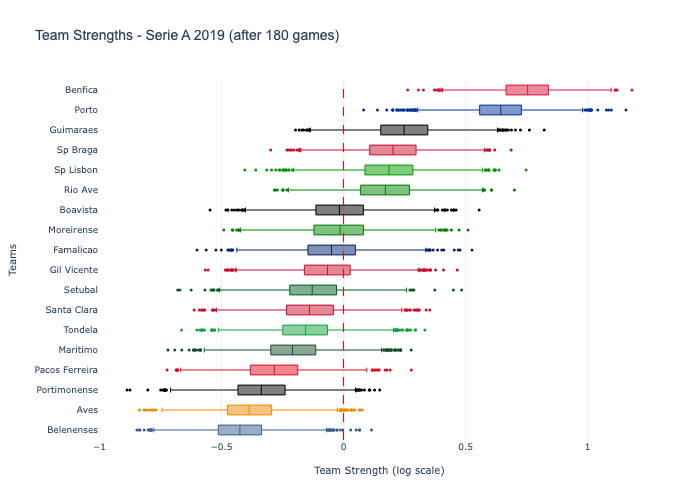 Team Strengths - Serie A 2019 (after 180 games)
Benfica
Porto
Guimaraes
Sp Braga
Sp Lisbon
Rio Ave
Boavista
Moreirense
Famalicao
Gil Vicente
Setubal
Santa Clara
Tondela
Maritimo
Pacos Ferreira
Portimonense
Aves
Belenenses
Teams
−1 −0.5 0 0.5 1
Team Strength (log scale)